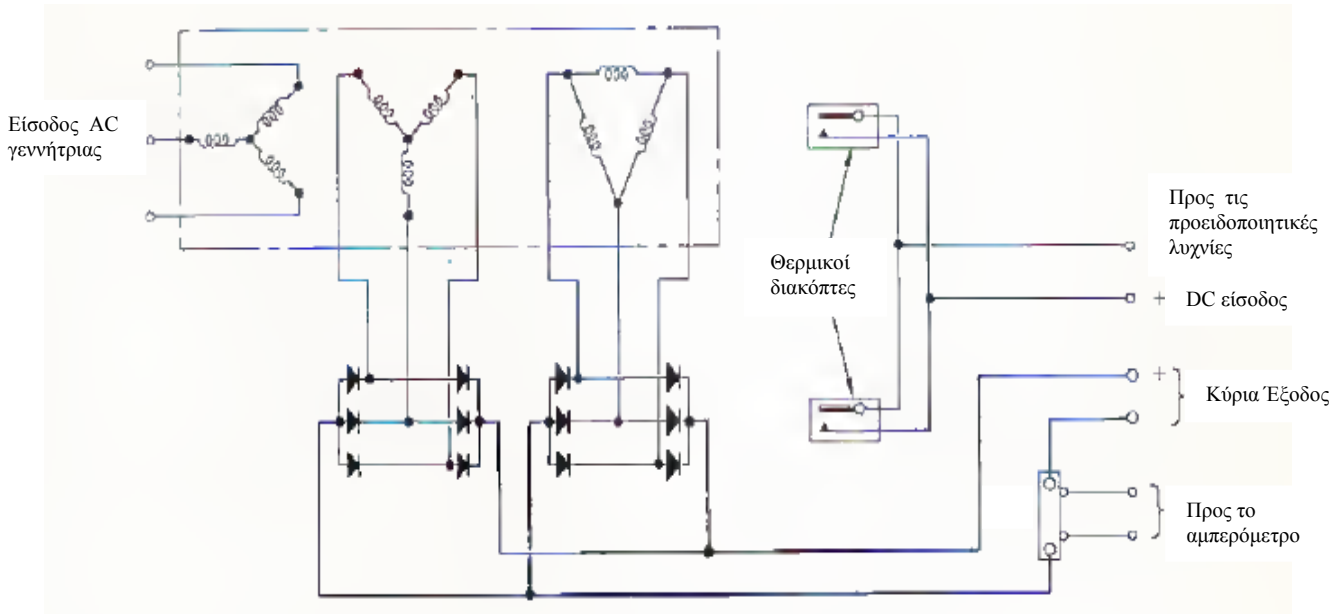 Είσοδος AC
γεννήτριας
Θερμικοί
διακόπτες
Προς τις
προειδοποιητικές
λυχνίες
+ DC είσοδος
+
Κύρια Έξοδος
Προς το
αμπερόμετρο